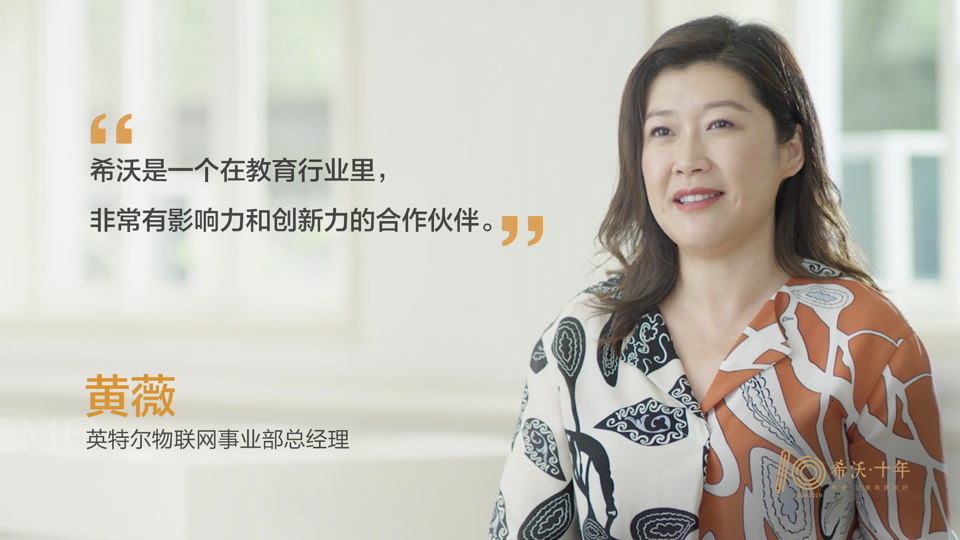 希沃是一个在教育行业里，
非常有影响力和创新力的合作伙伴。
黄薇
英特尔物联网事业部总经理
希沃·十年